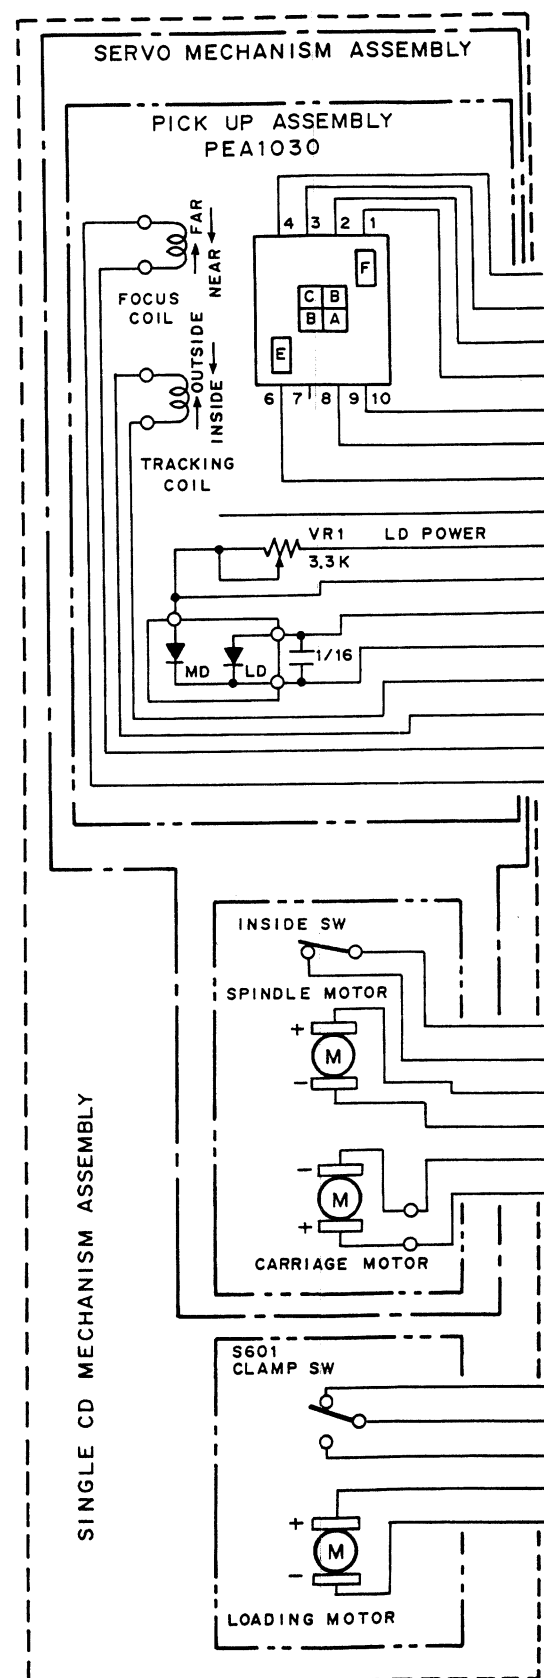 SERVO MECHANISM ASSEMBLY
PICK UP ASSEMBLY
PEA1030
4 3 2 1
F
C B
B A
E
6 7 8 9 10
FAR
NEAR
FOCUS
COIL
OUTSIDE
INSIDE
TRACKING
COIL
VR1 LD POWER
3.3K
MD LD 1/16
INSIDE SW
SPINDLE MOTOR
+
M
-
-
M
+
CARRIAGE MOTOR
S601
CLAMP SW
+
M
-
LOADING MOTOR
SINGLE CD MECHANISM ASSEMBLY